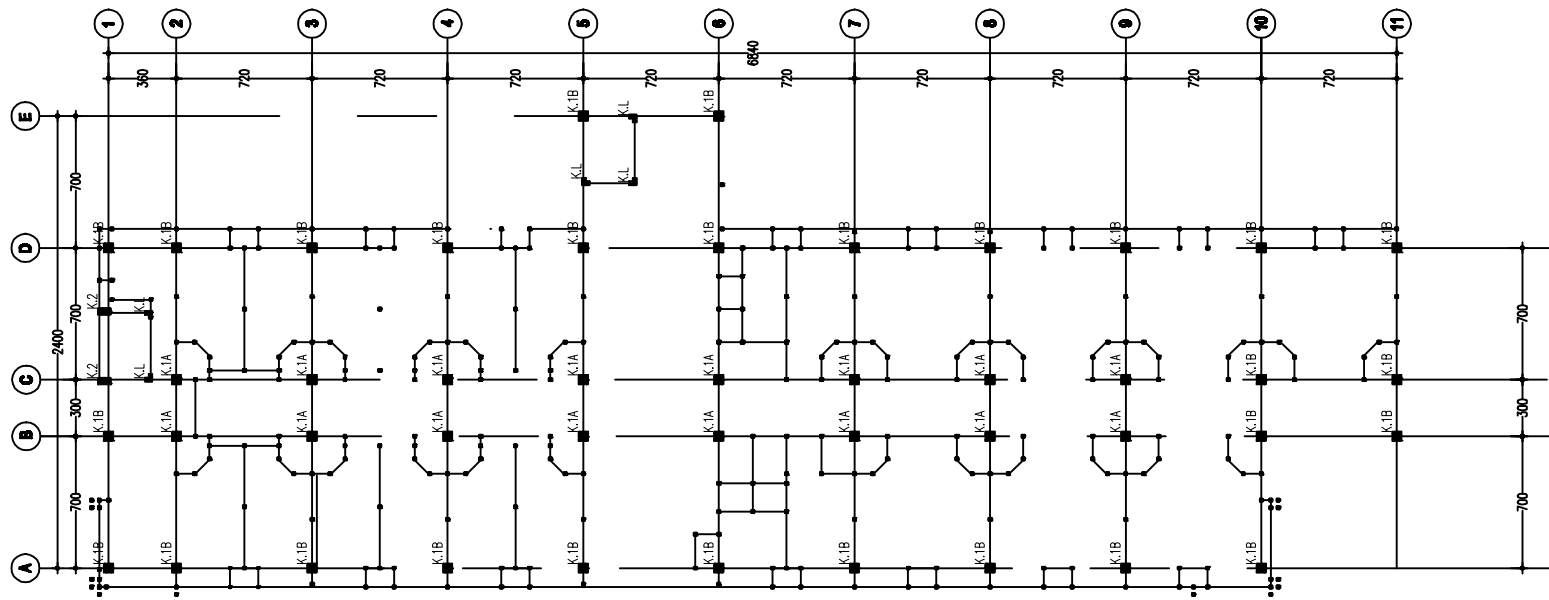 1 2 3 4 5 6 7 8 9 10 11
6840
360 720 720 720 720 720 720 720 720 720
E K.1B K.L K.1B
2400
700
K.L K.L
D K.1B K.1B K.1B K.1B K.1B K.1B K.1B K.1B K.1B K.1B K.1B
K.2 K.L
700 700
C K.2 K.L K.1A K.1A K.1A K.1A K.1A K.1A K.1A K.1A K.1B K.1B
300 300
B K.1B K.1A K.1A K.1A K.1A K.1A K.1A K.1A K.1A K.1B K.1B
700 700
A K.1B K.1B K.1B K.1B K.1B K.1B K.1B K.1B K.1B K.1B